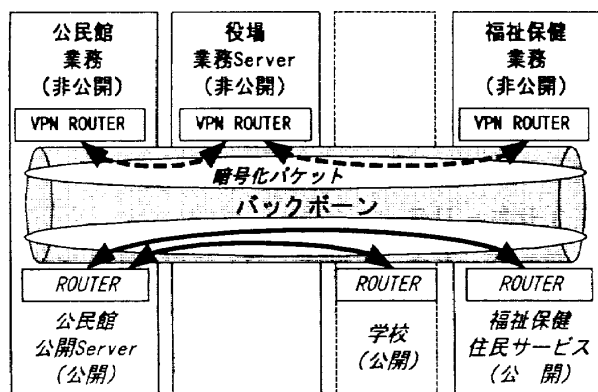 公民館
業務
(非公開)
VPN ROUTER
役場
業務Server
(非公開)
VPN ROUTER
福祉保健
業務
(非公開)
VPN ROUTER
暗号化パケット
バックボーン
ROUTER
公民館
公開Server
(公開)
ROUTER
学校
(公開)
ROUTER
福祉保健
住民サービス
(公 開)